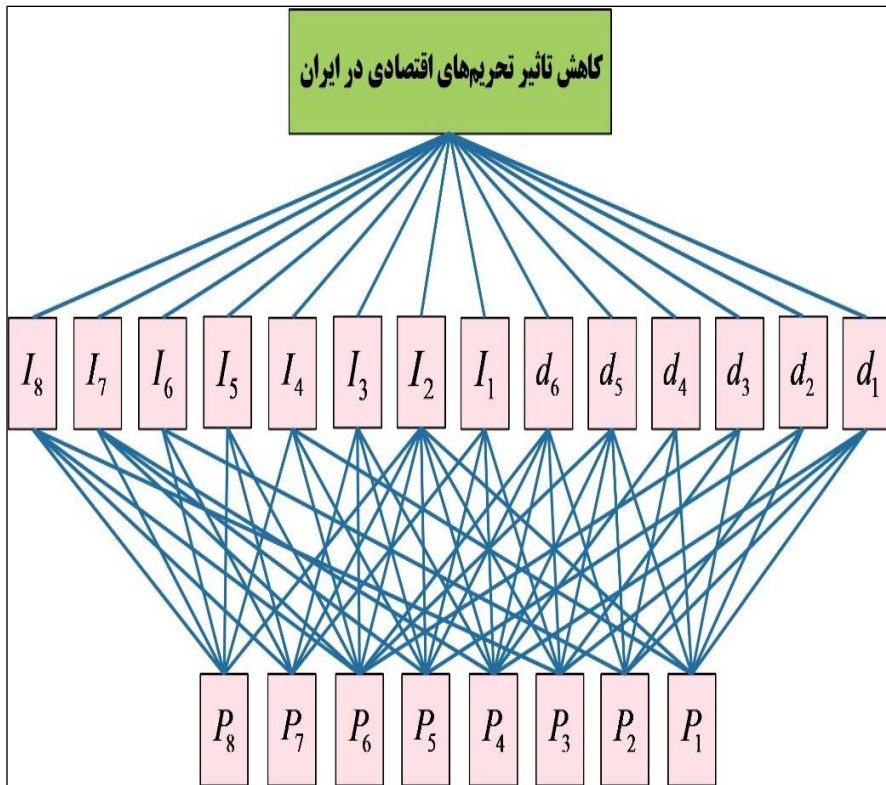 کاهش تاثیر تحریم‌های اقتصادی در ایران
I₈ I₇ I₆ I₅ I₄ I₃ I₂ I₁ d₆ d₅ d₄ d₃ d₂ d₁
P₈ P₇ P₆ P₅ P₄ P₃ P₂ P₁